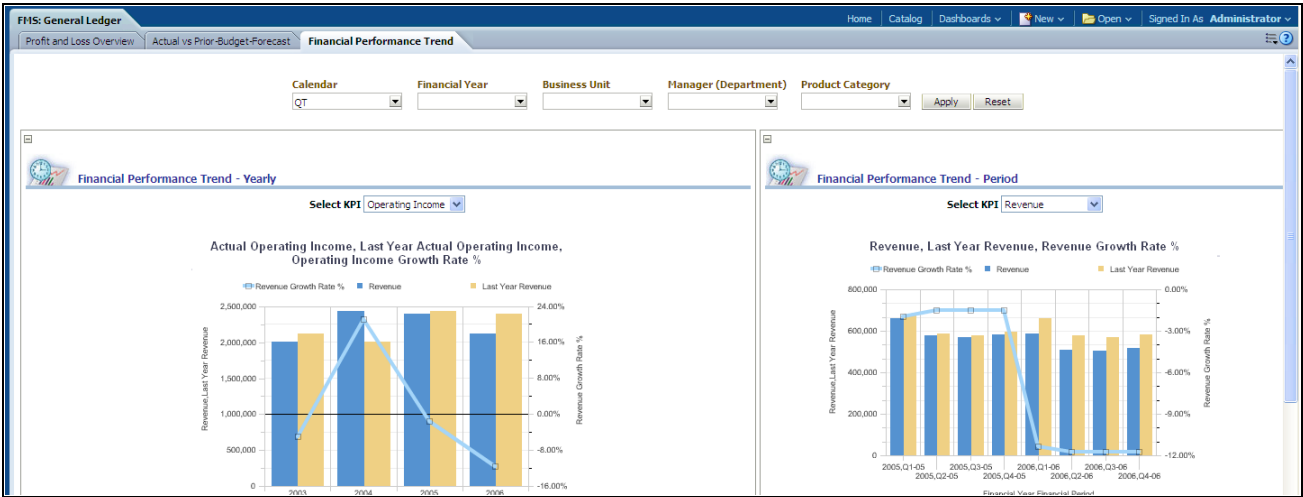 FMS: General Ledger
Home Catalog Dashboards New Open Signed In As Administrator
Profit and Loss Overview Actual vs Prior-Budget-Forecast Financial Performance Trend
Calendar Financial Year Business Unit Manager (Department) Product Category
QT Apply Reset
Financial Performance Trend - Yearly
Select KPI Operating Income
Actual Operating Income, Last Year Actual Operating Income,
Operating Income Growth Rate %
Revenue Growth Rate % Revenue Last Year Revenue
2,500,000
2,000,000
1,500,000
1,000,000
500,000
0
Revenue,Last Year Revenue
24.00%
16.00%
8.00%
0.00%
-8.00%
-16.00%
Revenue Growth Rate %
2003 2004 2005 2006
Financial Performance Trend - Period
Select KPI Revenue
Revenue, Last Year Revenue, Revenue Growth Rate %
Revenue Growth Rate % Revenue Last Year Revenue
800,000
600,000
400,000
200,000
0
Revenue,Last Year Revenue
0.00%
-3.00%
-6.00%
-9.00%
-12.00%
Revenue Growth Rate %
2005,Q1-05 2005,Q3-05 2006,Q1-06 2006,Q3-06
2005,Q2-05 2005,Q4-05 2006,Q2-06 2006,Q4-06
Financial Year Financial Period